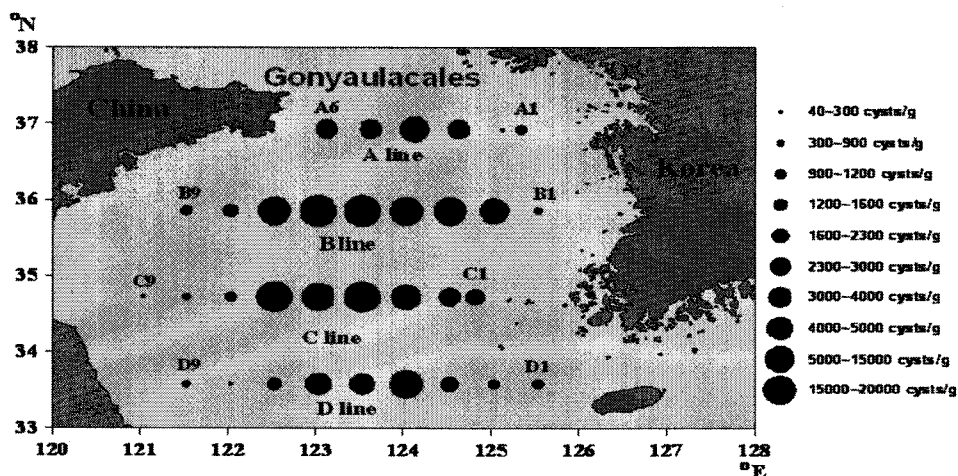 °N
38
37
36
35
34
33
120 121 122 123 124 125 126 127 128
°E
Gonyaulacales
China
Korea
A6 A1
A line
B9 B1
B line
C9 C1
C line
D9 D1
D line
40~300 cysts/g
300~900 cysts/g
900~1200 cysts/g
1200~1600 cysts/g
1600~2300 cysts/g
2300~3000 cysts/g
3000~4000 cysts/g
4000~5000 cysts/g
5000~15000 cysts/g
15000~20000 cysts/g